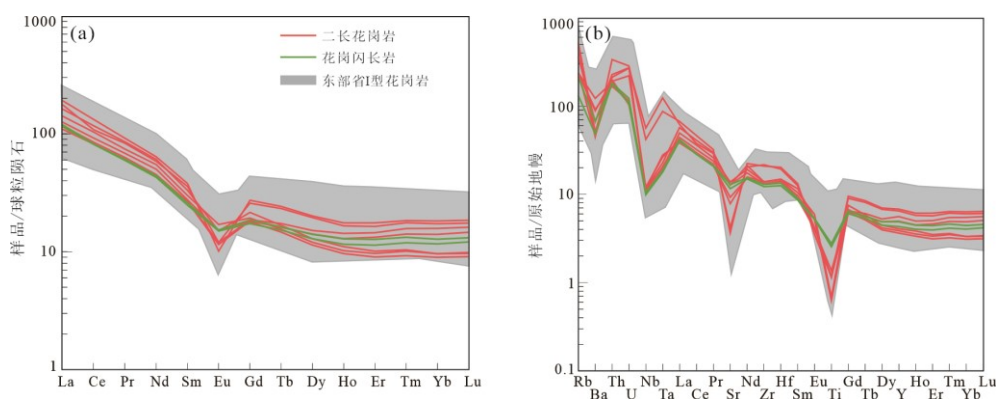 (a)
1000
100
10
1
样品/球粒陨石
二长花岗岩
花岗闪长岩
东部省I型花岗岩
La Ce Pr Nd Sm Eu Gd Tb Dy Ho Er Tm Yb Lu
(b)
1000
100
10
1
0.1
样品/原始地幔
Rb Th Nb La Pr Nd Hf Eu Gd Dy Ho Tm Lu
Ba U Ta Ce Sr Zr Sm Ti Tb Y Er Yb